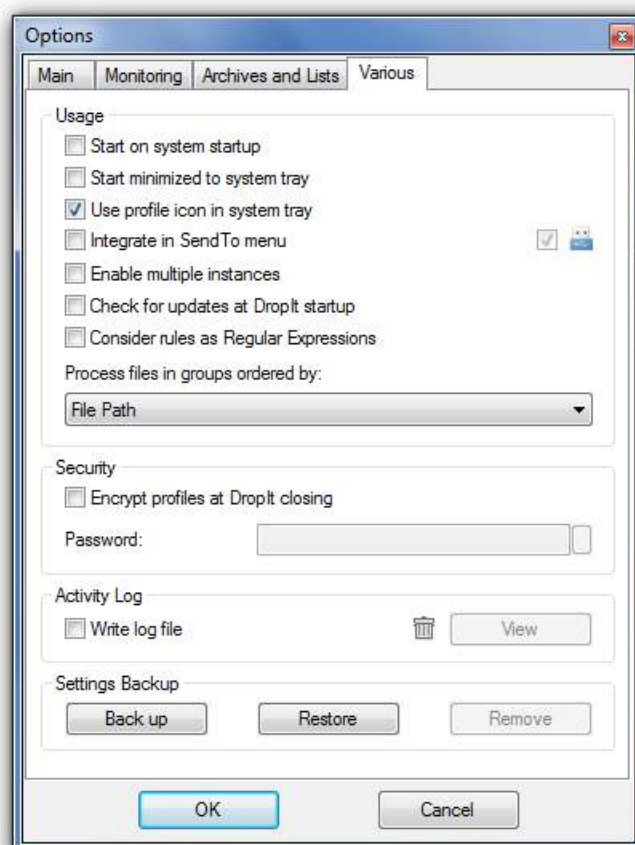 Options
Main Monitoring Archives and Lists Various
Usage
Start on system startup
Start minimized to system tray
Use profile icon in system tray
Integrate in SendTo menu
Enable multiple instances
Check for updates at DropIt startup
Consider rules as Regular Expressions
Process files in groups ordered by:
File Path
Security
Encrypt profiles at DropIt closing
Password:
Activity Log
Write log file View
Settings Backup
Back up Restore Remove
OK Cancel